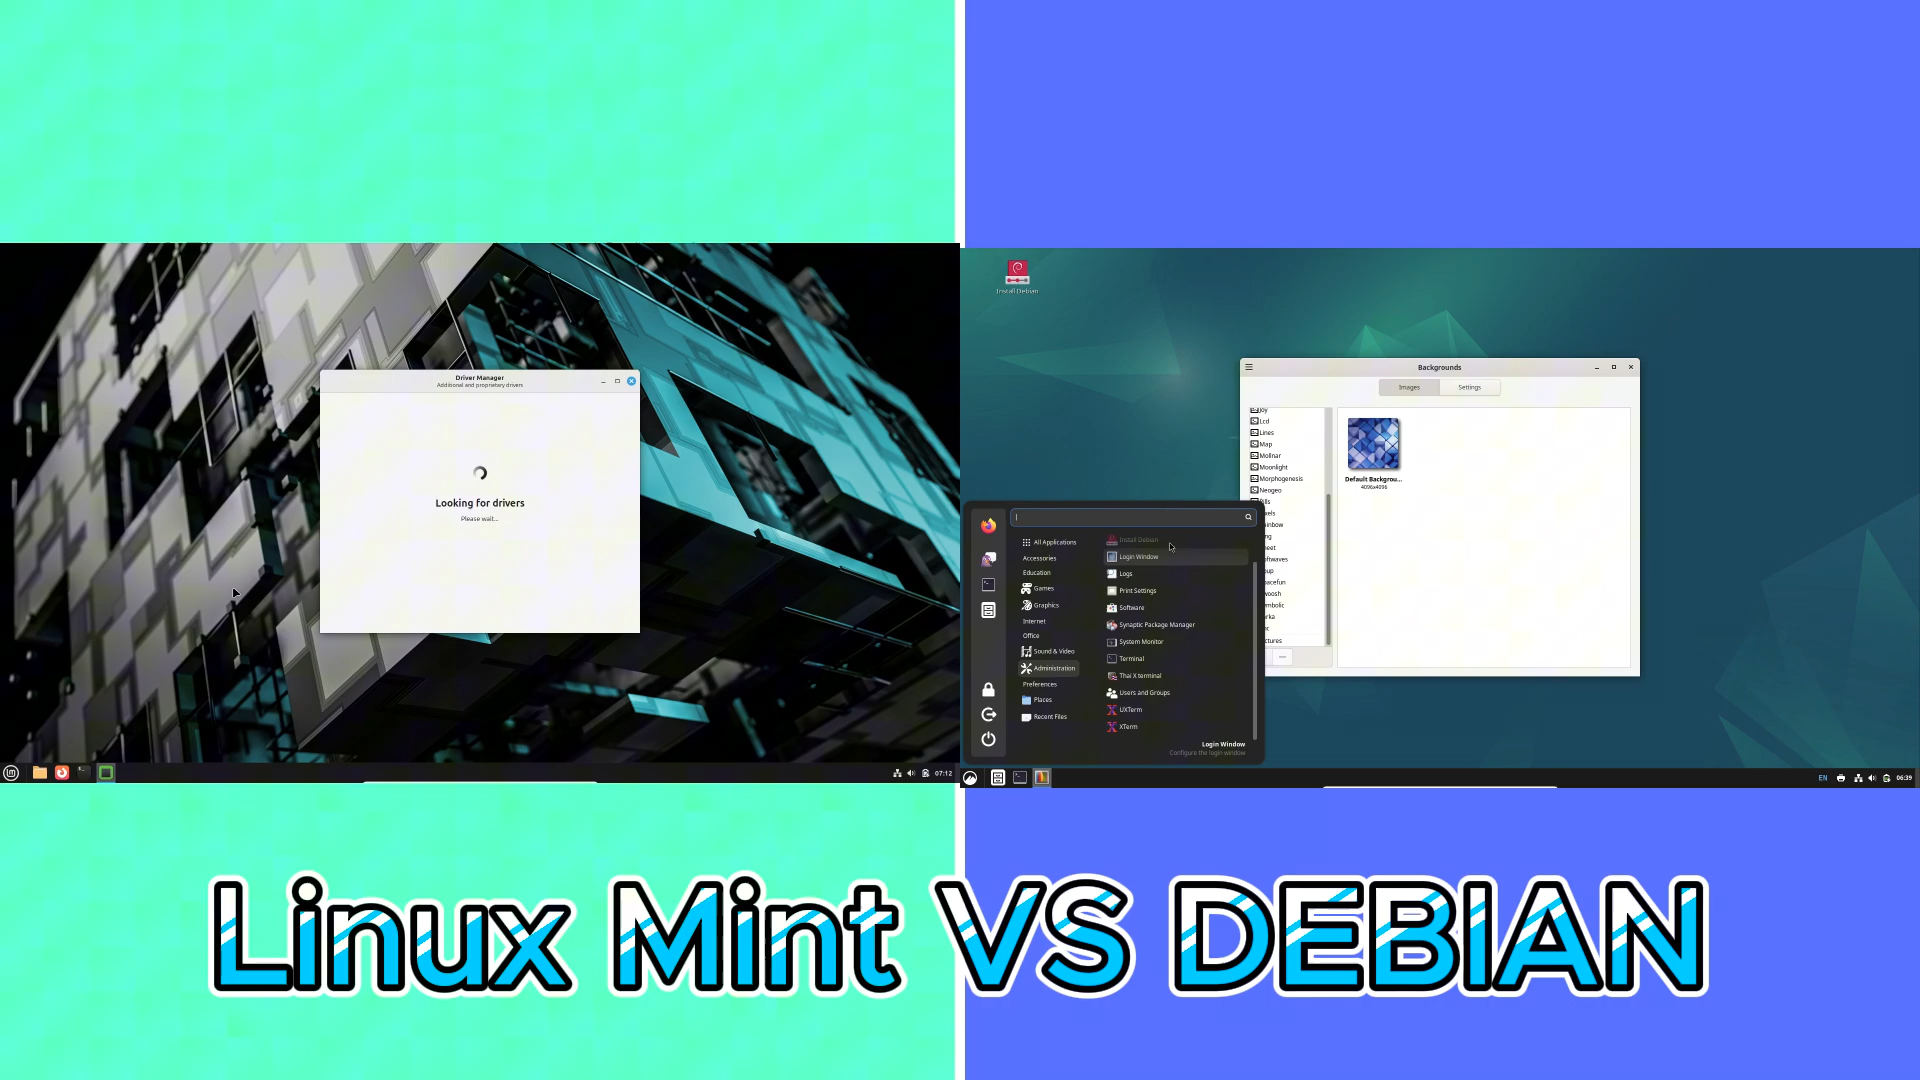 Driver Manager
Additional and proprietary drivers
Looking for drivers
Please wait...
07:12
Install Debian
Backgrounds
Images
Settings
Joy
Lcd
Lines
Map
Mollnar
Moonlight
Morphogenesis
Neogeo
Default Backgrou...
4096x4096
All Applications
Accessories
Education
Games
Graphics
Internet
Office
Sound & Video
Administration
Preferences
Places
Recent Files
Install Debian
Login Window
Logs
Print Settings
Software
Synaptic Package Manager
System Monitor
Terminal
Thai X terminal
Users and Groups
UXTerm
XTerm
Login Window
Configure the login window
EN
06:39
Linux Mint VS DEBIAN